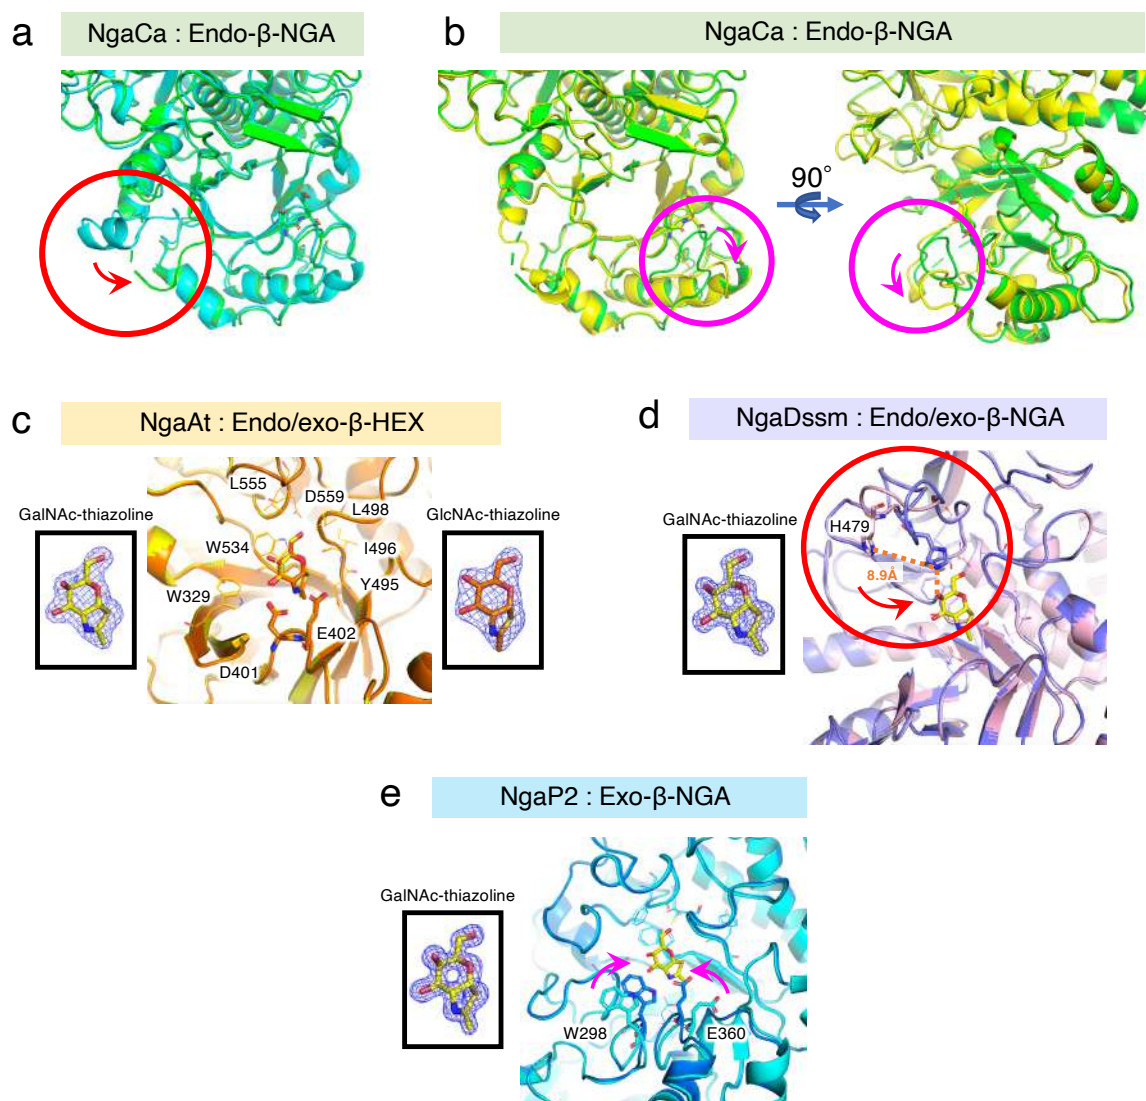 a
NgaCa : Endo-β-NGA
b
NgaCa : Endo-β-NGA
90°
c
NgaAt : Endo/exo-β-HEX
GalNAc-thiazoline
L555
D559
L498
W534
I496
Y495
W329
E402
D401
GlcNAc-thiazoline
d
NgaDssm : Endo/exo-β-NGA
GalNAc-thiazoline
H479
8.9Å
e
NgaP2 : Exo-β-NGA
GalNAc-thiazoline
W298
E360